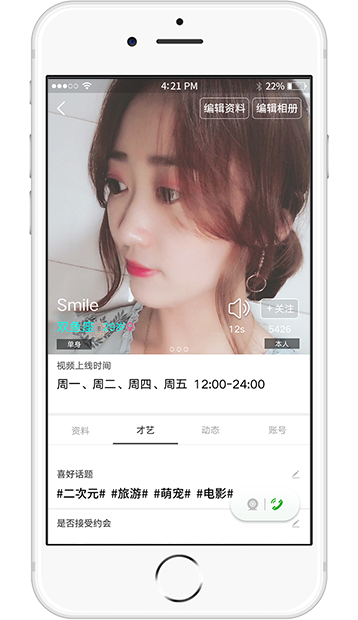 4:21 PM 22%
编辑资料 编辑相册
Smile
12s
+ 关注
5426
单身
本人
视频上线时间
周一、周二、周四、周五 12:00-24:00
资料 才艺 动态 账号
喜好话题
#二次元# #旅游# #萌宠# #电影#
是否接受约会